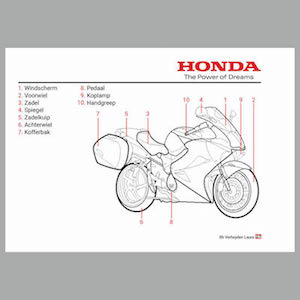 HONDA
The Power of Dreams
1. Windscherm
2. Voorwiel
3. Zadel
4. Spiegel
5. Zadelkuip
6. Achterwiel
7. Kofferbak
8. Pedaal
9. Koplamp
10. Handgreep
4 1 9 2
7 5 3 10
6 8